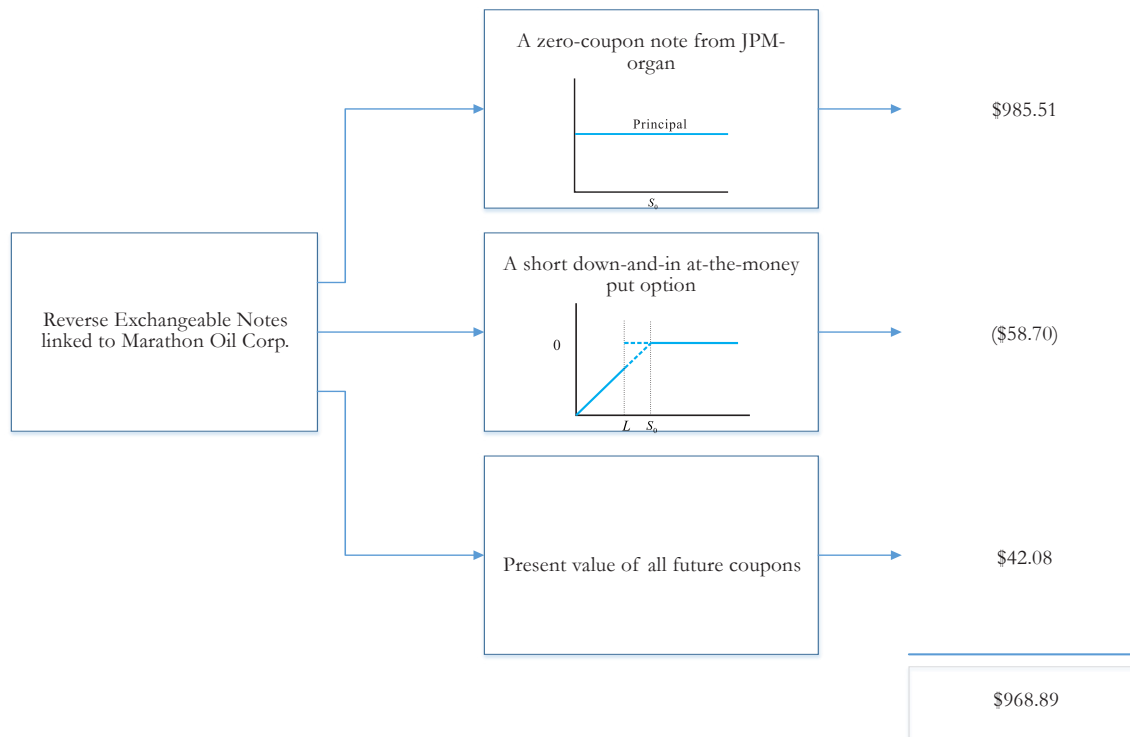 A zero-coupon note from JPM-
organ
Principal
S0
$985.51
Reverse Exchangeable Notes
linked to Marathon Oil Corp.
A short down-and-in at-the-money
put option
0
L S0
($58.70)
Present value of all future coupons
$42.08
$968.89